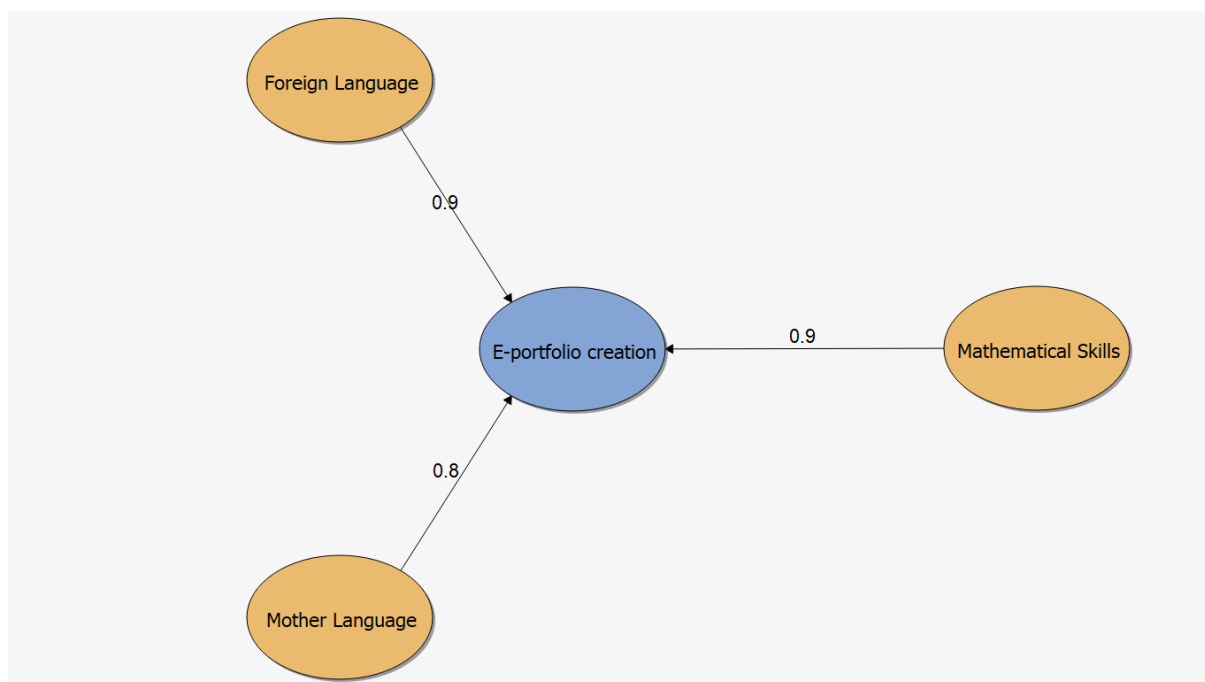 Foreign Language
0.9
E-portfolio creation
0.9
Mathematical Skills
0.8
Mother Language